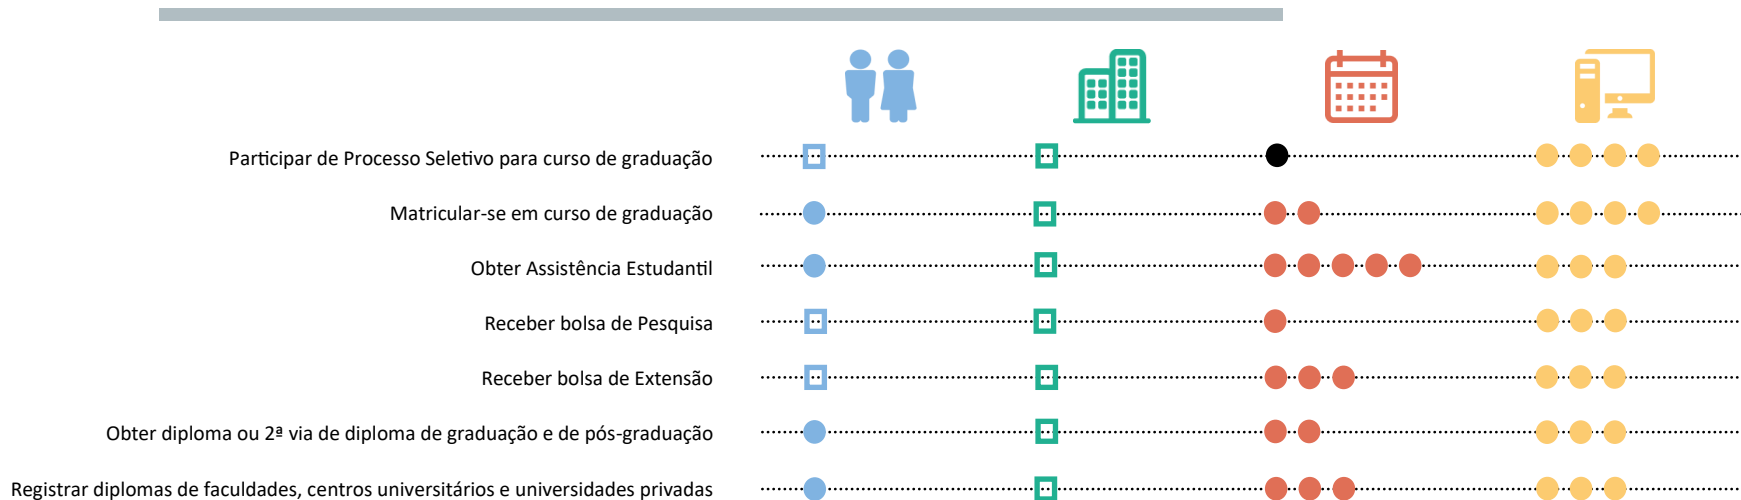 Participar de Processo Seletivo para curso de graduação
Matricular-se em curso de graduação
Obter Assistência Estudantil
Receber bolsa de Pesquisa
Receber bolsa de Extensão
Obter diploma ou 2ª via de diploma de graduação e de pós-graduação
Registrar diplomas de faculdades, centros universitários e universidades privadas